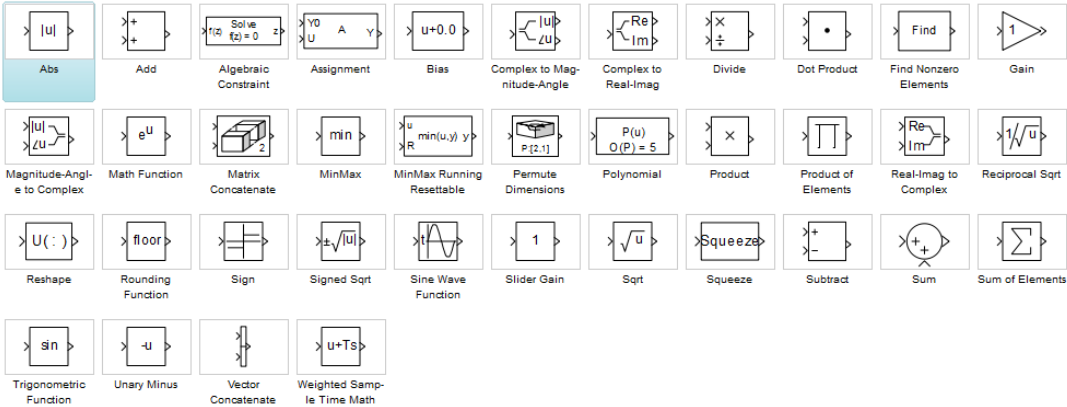 |u|
+
+
Solve
f(z) f(z) = 0 z
Y0
U A Y
u+0.0
|u|
∠u
Re
Im
×
÷
•
Find
1
Abs
Add
Algebraic
Constraint
Assignment
Bias
Complex to Mag-
nitude-Angle
Complex to
Real-Imag
Divide
Dot Product
Find Nonzero
Elements
Gain
|u|
∠u
eu
2
min
u
R min(u,y) y
P:[2,1]
P(u)
O(P) = 5
×
∏
Re
Im
1/√u
Magnitude-Angl-
e to Complex
Math Function
Matrix
Concatenate
MinMax
MinMax Running
Resettable
Permute
Dimensions
Polynomial
Product
Product of
Elements
Real-Imag to
Complex
Reciprocal Sqrt
U( : )
floor
±√|u|
t
1
√u
Squeeze
+
−
+
+
∑
Reshape
Rounding
Function
Sign
Signed Sqrt
Sine Wave
Function
Slider Gain
Sqrt
Squeeze
Subtract
Sum
Sum of Elements
sin
-u
u+Ts
Trigonometric
Function
Unary Minus
Vector
Concatenate
Weighted Samp-
le Time Math